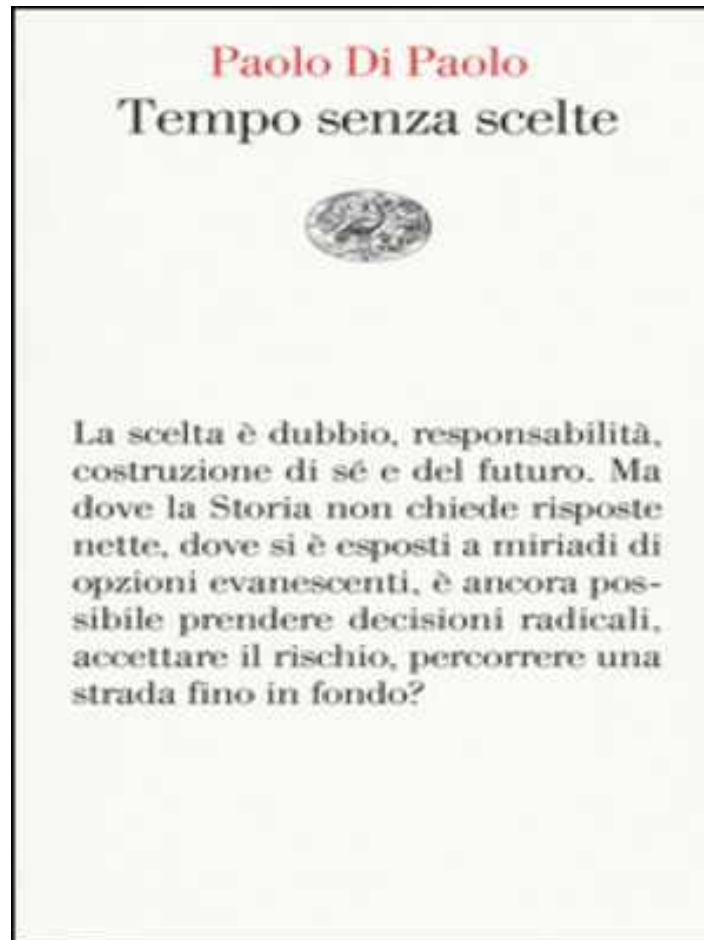 Paolo Di Paolo
Tempo senza scelte
La scelta è dubbio, responsabilità,
costruzione di sé e del futuro. Ma
dove la Storia non chiede risposte
nette, dove si è esposti a miriadi di
opzioni evanescenti, è ancora pos-
sibile prendere decisioni radicali,
accettare il rischio, percorrere una
strada fino in fondo?